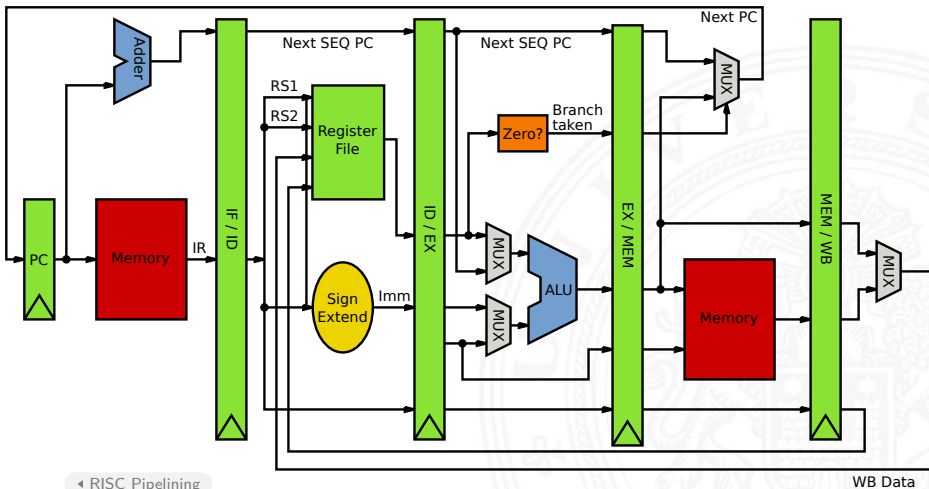 Next PC
Adder
Next SEQ PC
Next SEQ PC
MUX
RS1
RS2
Register
File
Branch
taken
Zero?
PC
Memory
IR
IF / ID
ID / EX
EX / MEM
MEM / WB
MUX
ALU
MUX
MUX
Sign
Extend
Imm
Memory
WB Data
RISC Pipelining